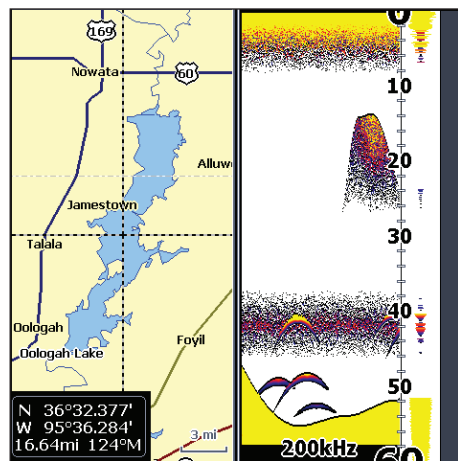 169
Nowata
60
Alluw
Jamestown
Talala
Oologah
Oologah Lake
Foyil
N 36°32.377'
W 95°36.284'
16.64mi 124°M
3 mi
0
10
20
30
40
50
60
200kHz